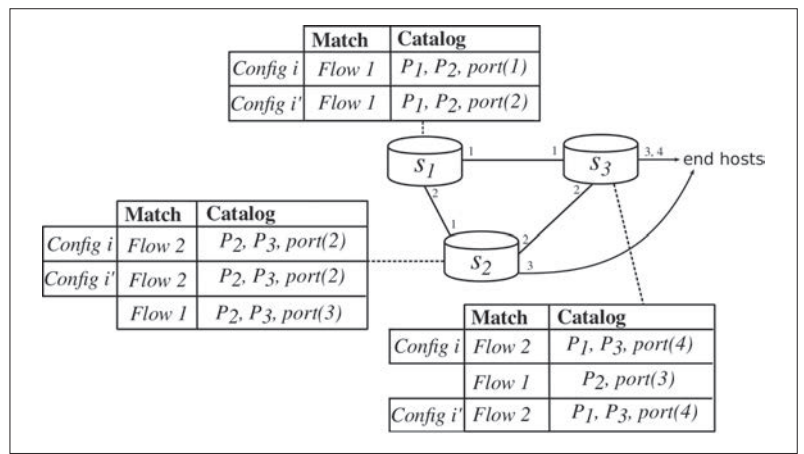 Match Catalog
Config i Flow 1 P1, P2, port(1)
Config i' Flow 1 P1, P2, port(2)
s1
1
1
s3
3, 4
end hosts
2
2
1
2
s2
3
Match Catalog
Config i Flow 2 P2, P3, port(2)
Config i' Flow 2 P2, P3, port(2)
Flow 1 P2, P3, port(3)
Match Catalog
Config i Flow 2 P1, P3, port(4)
Flow 1 P2, port(3)
Config i' Flow 2 P1, P3, port(4)